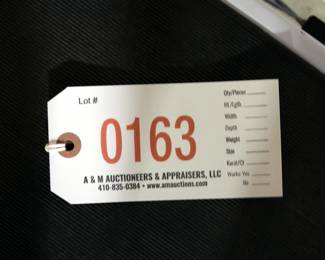 Lot #
0163
A & M AUCTIONEERS & APPRAISERS, LLC
410-835-0384 • www.amauctions.com
Qty/Pieces
Ht./Lgth.
Width
Depth
Weight
Size
Karat/Ct
Works Yes
No